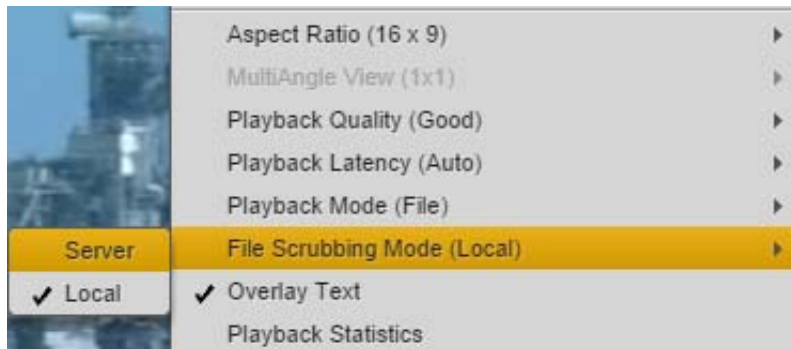 Aspect Ratio (16 x 9)
MultiAngle View (1x1)
Playback Quality (Good)
Playback Latency (Auto)
Playback Mode (File)
File Scrubbing Mode (Local)
Server
Local
Overlay Text
Playback Statistics